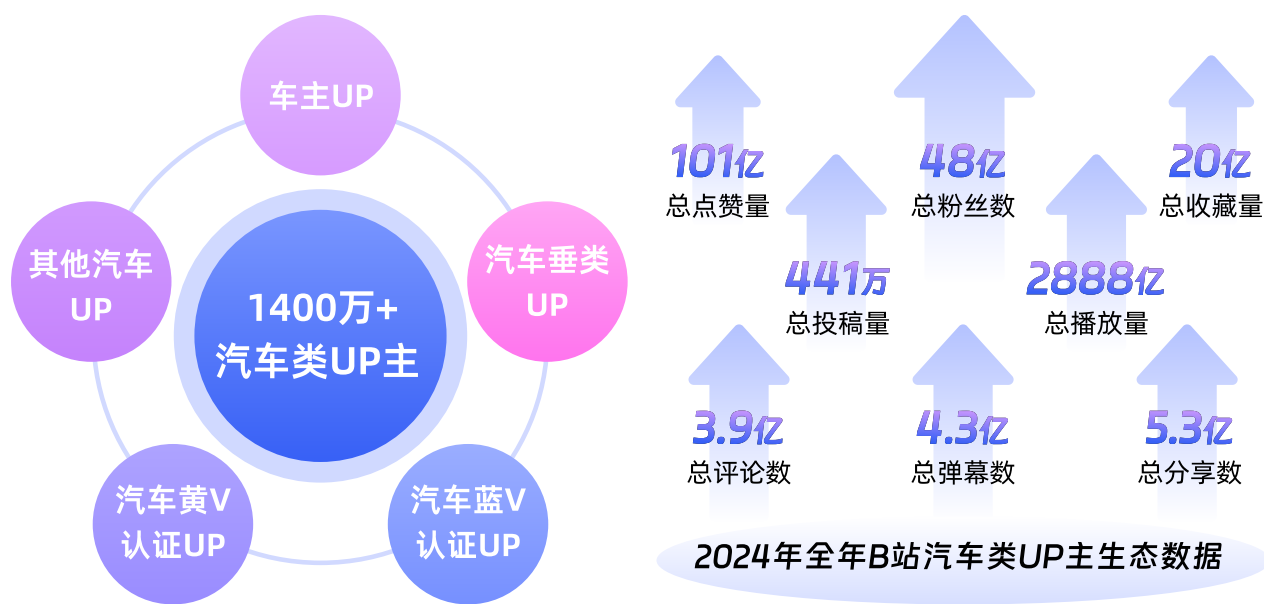 车主UP
其他汽车
UP
汽车垂类
UP
1400万+
汽车类UP主
汽车黄V
认证UP
汽车蓝V
认证UP
101亿
总点赞量
48亿
总粉丝数
20亿
总收藏量
441万
总投稿量
2888亿
总播放量
3.9亿
总评论数
4.3亿
总弹幕数
5.3亿
总分享数
2024年全年B站汽车类UP主生态数据